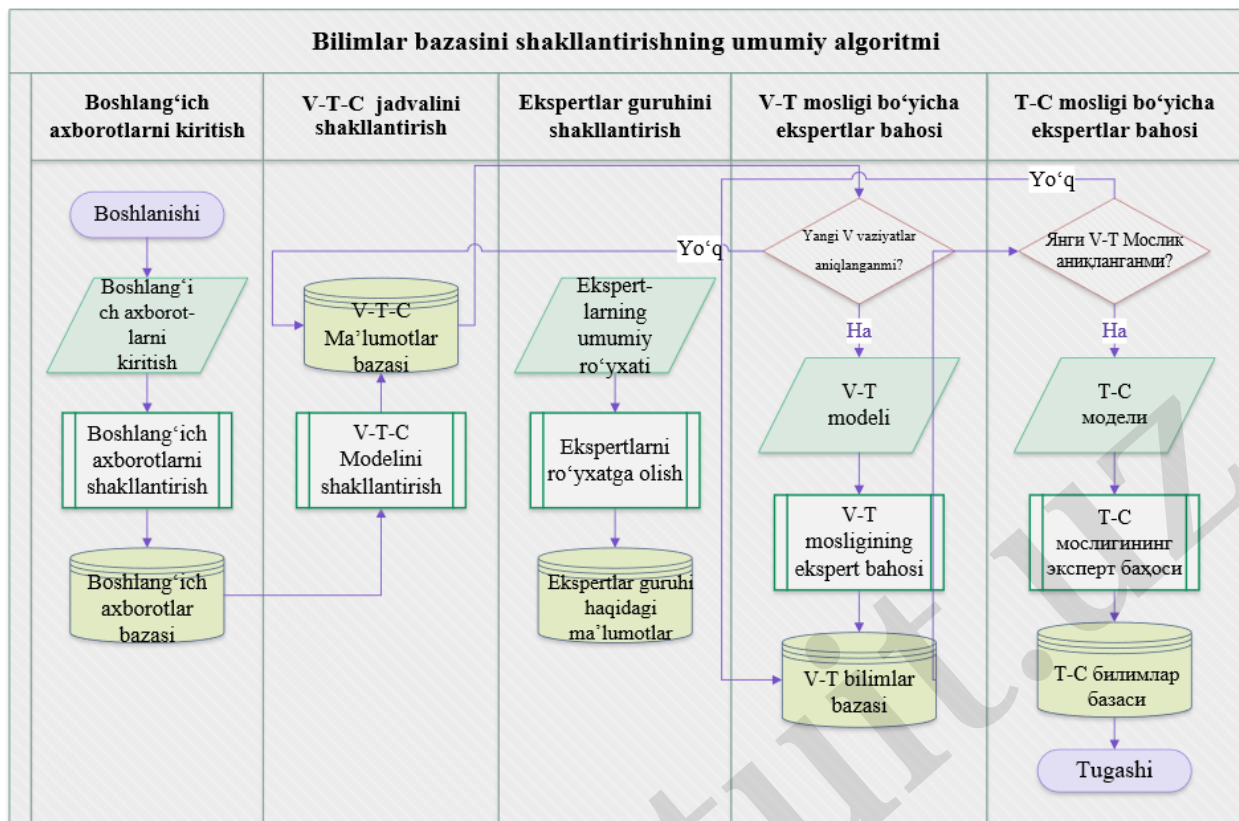 Bilimlar bazasini shakllantirishning umumiy algoritmi
Boshlang‘ich
axborotlarni kiritish
V-T-C jadvalini
shakllantirish
Ekspertlar guruhini
shakllantirish
V-T mosligi bo‘yicha
ekspertlar bahosi
T-C mosligi bo‘yicha
ekspertlar bahosi
Boshlanishi
Boshlang‘i
ch axborot-
larni
kiritish
Boshlang‘ich
axborotlarni
shakllantirish
Boshlang‘ich
axborotlar
bazasi
V-T-C
Ma’lumotlar
bazasi
V-T-C
Modelini
shakllantirish
Ekspert-
larning
umumiy
ro‘yxati
Ekspertlarni
ro‘yxatga olish
Ekspertlar guruhi
haqidagi
ma’lumotlar
Yo‘q
Yangi V vaziyatlar
aniqlanganmi?
Ha
V-T
modeli
V-T
mosligining
ekspert bahosi
V-T bilimlar
bazasi
Yo‘q
Янги V-T Мослик
аниқланганми?
Ha
T-C
модели
T-C
мослигининг
эксперт баҳоси
T-C билимлар
базаси
Tugashi
tuit.uz